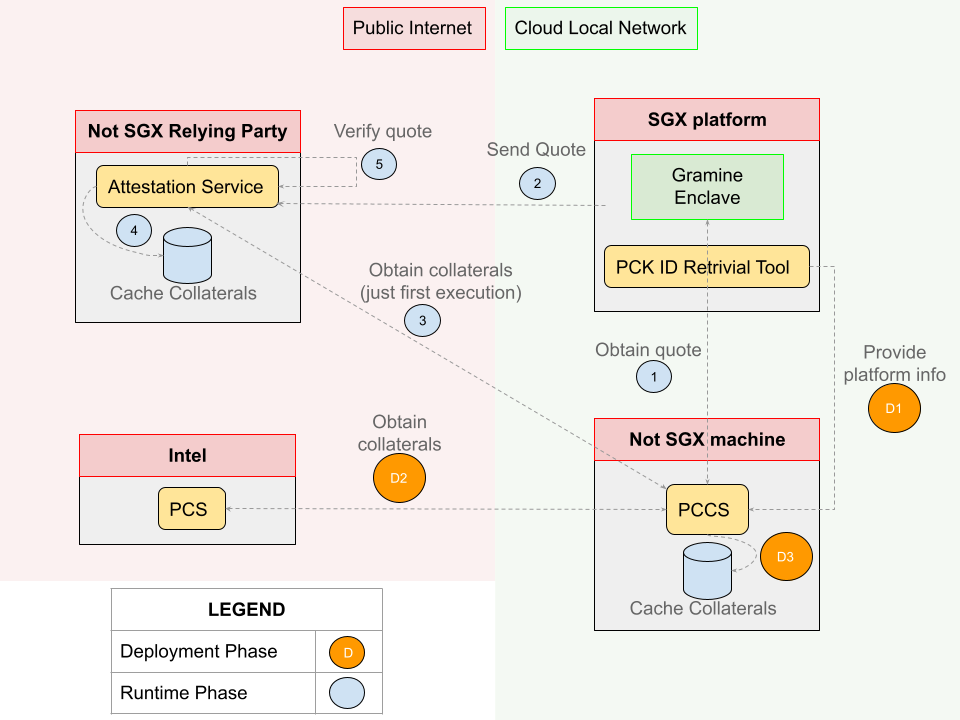 Public Internet
Cloud Local Network
Not SGX Relying Party
Verify quote
5
Attestation Service
4
Cache Collaterals
Send Quote
2
SGX platform
Gramine
Enclave
PCK ID Retrivial Tool
Obtain collaterals
(just first execution)
3
Obtain quote
1
Provide
platform info
D1
Intel
PCS
Obtain
collaterals
D2
Not SGX machine
PCCS
D3
Cache Collaterals
LEGEND
Deployment Phase
D
Runtime Phase